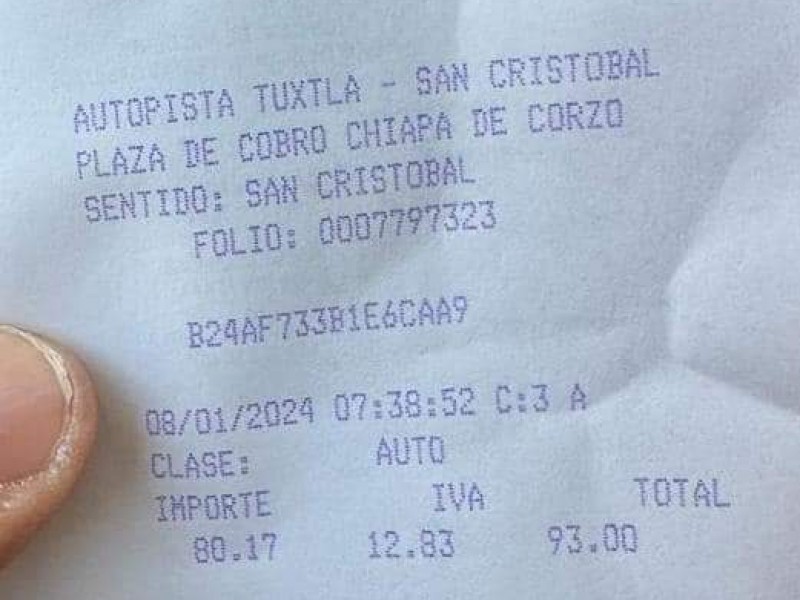 AUTOPISTA TUXTLA - SAN CRISTOBAL
PLAZA DE COBRO CHIAPA DE CORZO
SENTIDO: SAN CRISTOBAL
FOLIO: 0007797323
B24AF733B1E6CAA9
08/01/2024 07:38:52 C:3 A
CLASE: AUTO
IMPORTE IVA TOTAL
80.17 12.83 93.00